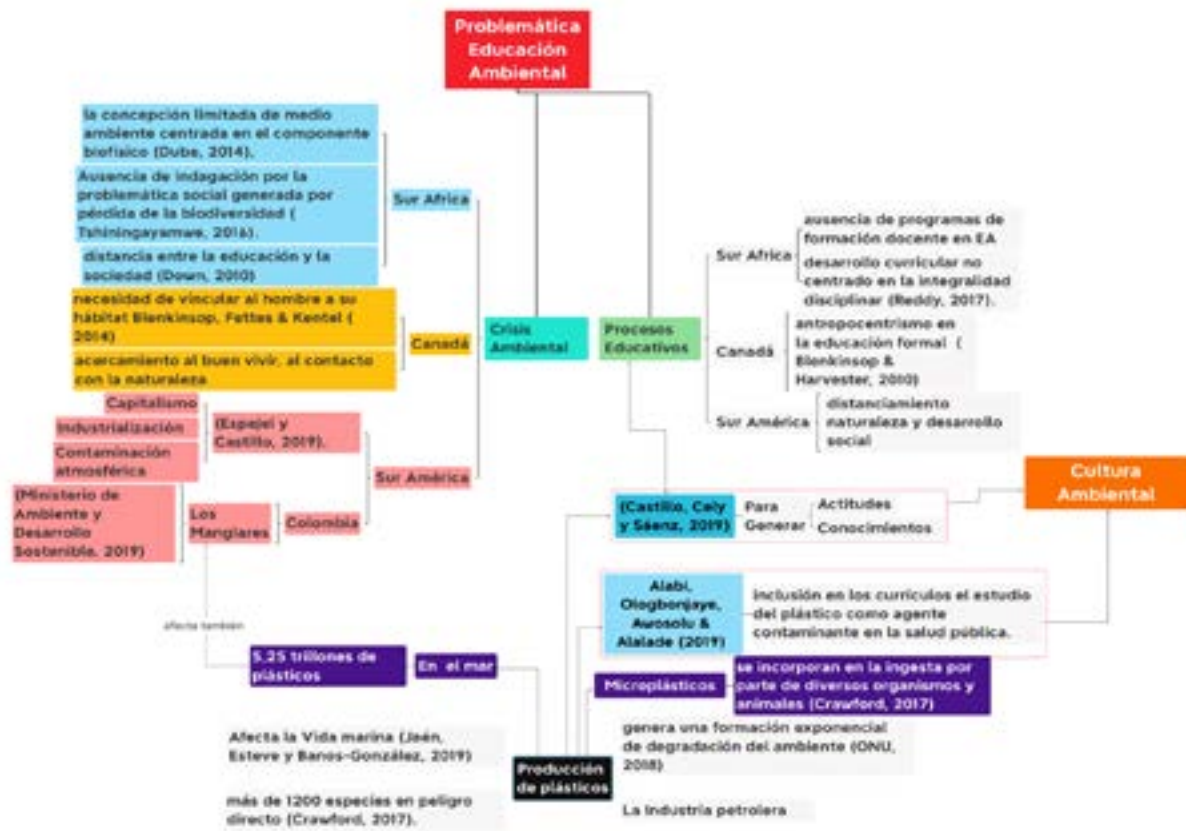 Problemática
Educación
Ambiental
la concepción limitada de medio
ambiente centrada en el componente
biofísico (Dube, 2014).
Ausencia de indagación por la
problemática social generada por
pérdida de la biodiversidad (
Tshiningayamwe, 2016).
distancia entre la educación y la
sociedad (Down, 2010)
Sur Africa
necesidad de vincular al hombre a su
hábitat Blenkinsop, Fettes & Kentel (
2014)
acercamiento al buen vivir, al contacto
con la naturaleza
Canadá
Crisis
Ambiental
Capitalismo
Industrialización
Contaminación
atmosférica
(Espejel y
Castillo, 2019).
Sur América
(Ministerio de
Ambiente y
Desarrollo
Sostenible, 2019)
Los
Manglares
Colombia
Procesos
Educativos
Sur Africa
ausencia de programas de
formación docente en EA
desarrollo curricular no
centrado en la integralidad
disciplinar (Reddy, 2017).
Canadá
antropocentrismo en
la educación formal (
Blenkinsop &
Harvester, 2010)
Sur América
distanciamiento
naturaleza y desarrollo
social
Cultura
Ambiental
(Castillo, Cely
y Sáenz, 2019)
Para
Generar
Actitudes
Conocimientos
Alabi,
Ologbonjaye,
Awosolu &
Alalade (2019)
inclusión en los currículos el estudio
del plástico como agente
contaminante en la salud pública.
afecta también
5.25 trillones de
plásticos
En el mar
Microplásticos
se incorporan en la ingesta por
parte de diversos organismos y
animales (Crawford, 2017)
Afecta la Vida marina (Jaén,
Esteve y Banos-González, 2019)
genera una formación exponencial
de degradación del ambiente (ONU,
2018)
Producción
de plásticos
más de 1200 especies en peligro
directo (Crawford, 2017).
La Industria petrolera